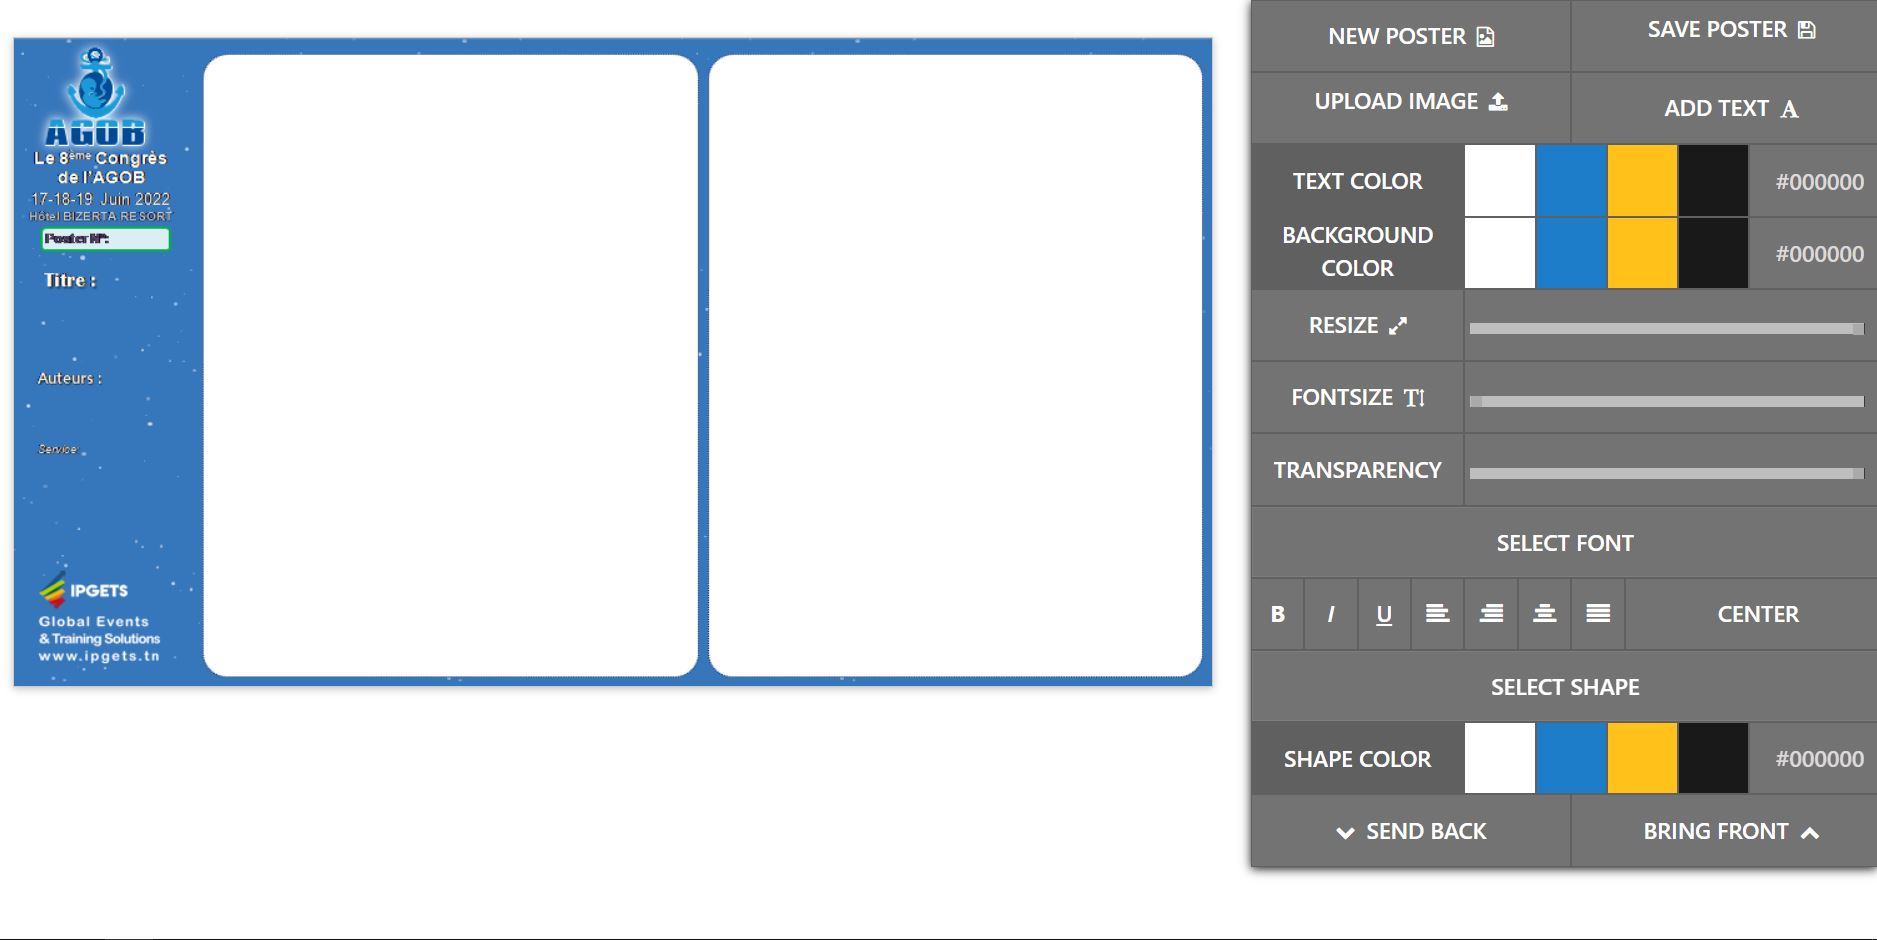 AGOB
Le 8ème Congrès
de l'AGOB
17-18-19 Juin 2022
Hôtel BIZERTA RESORT
Poster N°:
Titre :
Auteurs :
Service:
IPGETS
Global Events
& Training Solutions
www.ipgets.tn
NEW POSTER
SAVE POSTER
UPLOAD IMAGE
ADD TEXT A
TEXT COLOR
#000000
BACKGROUND
COLOR
#000000
RESIZE
FONTSIZE
TRANSPARENCY
SELECT FONT
B I U CENTER
SELECT SHAPE
SHAPE COLOR
#000000
SEND BACK
BRING FRONT